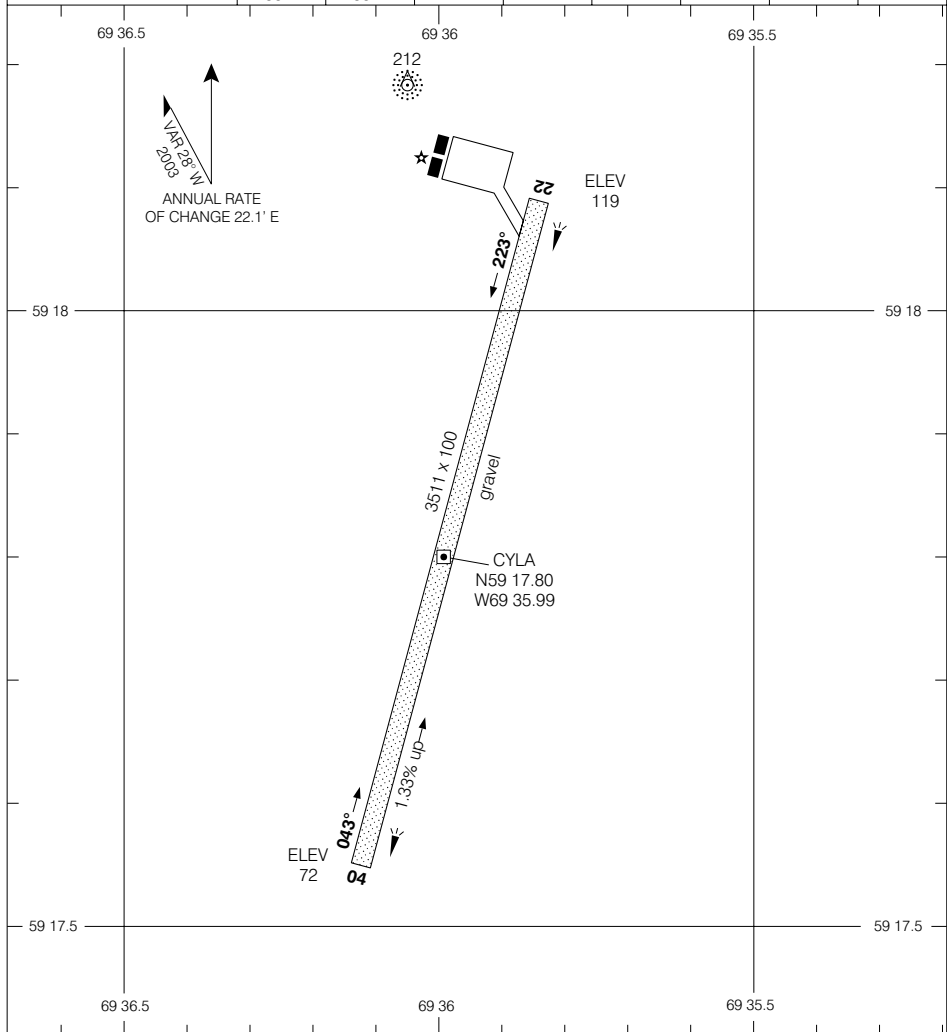 69 36.5
69 36
69 35.5
212
VAR 28° W
2003
ANNUAL RATE
OF CHANGE 22.1' E
22
ELEV
119
223°
59 18
59 18
3511 x 100
gravel
CYLA
N59 17.80
W69 35.99
1.33% up
043°
ELEV
72
04
59 17.5
59 17.5
69 36.5
69 36
69 35.5